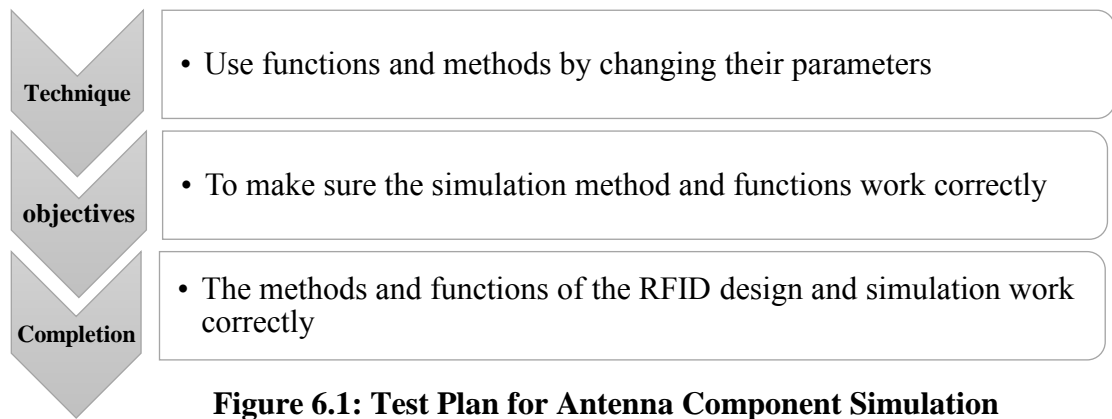 Technique
• Use functions and methods by changing their parameters
objectives
• To make sure the simulation method and functions work correctly
Completion
• The methods and functions of the RFID design and simulation work
correctly
Figure 6.1: Test Plan for Antenna Component Simulation